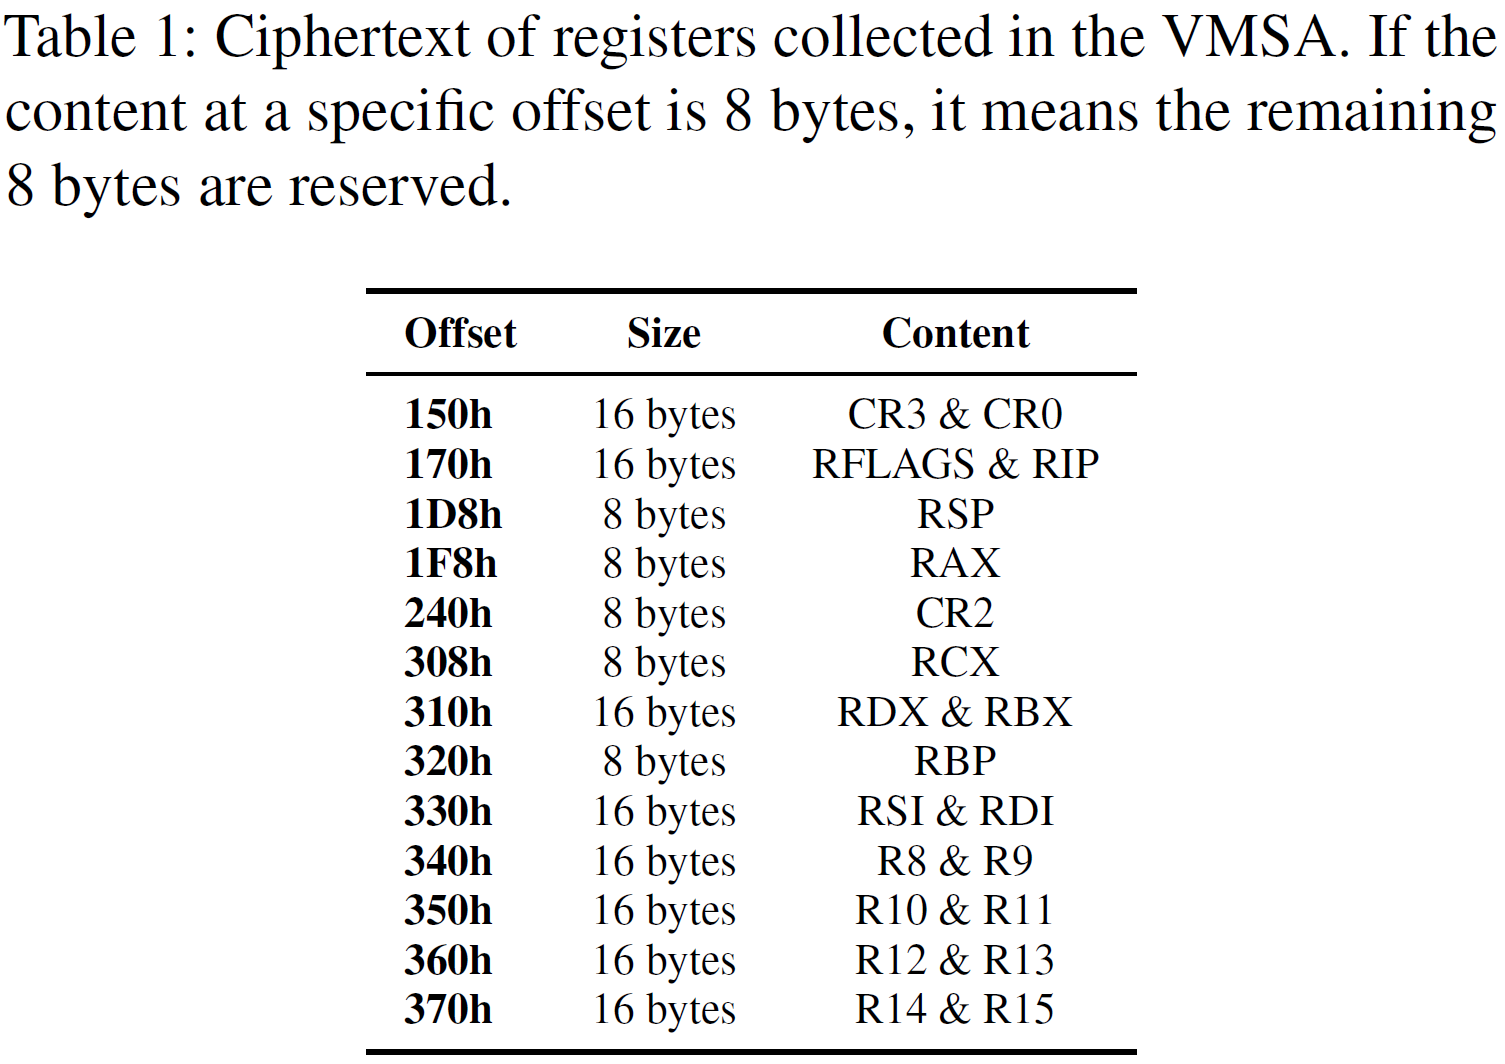 Table 1: Ciphertext of registers collected in the VMSA. If the
content at a specific offset is 8 bytes, it means the remaining
8 bytes are reserved.
Offset Size Content
150h 16 bytes CR3 & CR0
170h 16 bytes RFLAGS & RIP
1D8h 8 bytes RSP
1F8h 8 bytes RAX
240h 8 bytes CR2
308h 8 bytes RCX
310h 16 bytes RDX & RBX
320h 8 bytes RBP
330h 16 bytes RSI & RDI
340h 16 bytes R8 & R9
350h 16 bytes R10 & R11
360h 16 bytes R12 & R13
370h 16 bytes R14 & R15